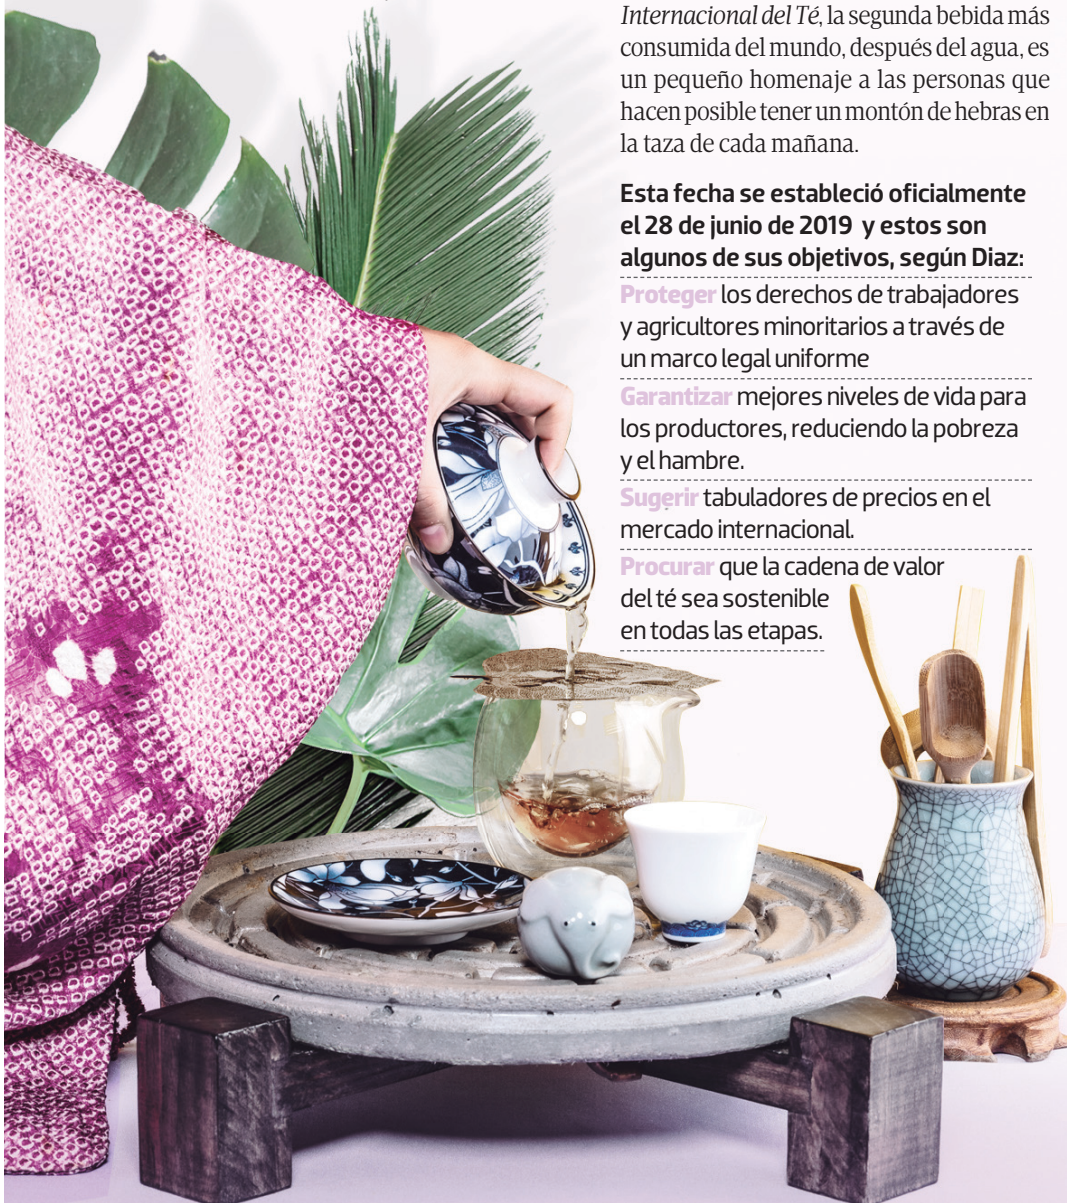 Internacional del Té, la segunda bebida más
consumida del mundo, después del agua, es
un pequeño homenaje a las personas que
hacen posible tener un montón de hebras en
la taza de cada mañana.
Esta fecha se estableció oficialmente
el 28 de junio de 2019 y estos son
algunos de sus objetivos, según Diaz:
Proteger los derechos de trabajadores
y agricultores minoritarios a través de
un marco legal uniforme
Garantizar mejores niveles de vida para
los productores, reduciendo la pobreza
y el hambre.
Sugerir tabuladores de precios en el
mercado internacional.
Procurar que la cadena de valor
del té sea sostenible
en todas las etapas.